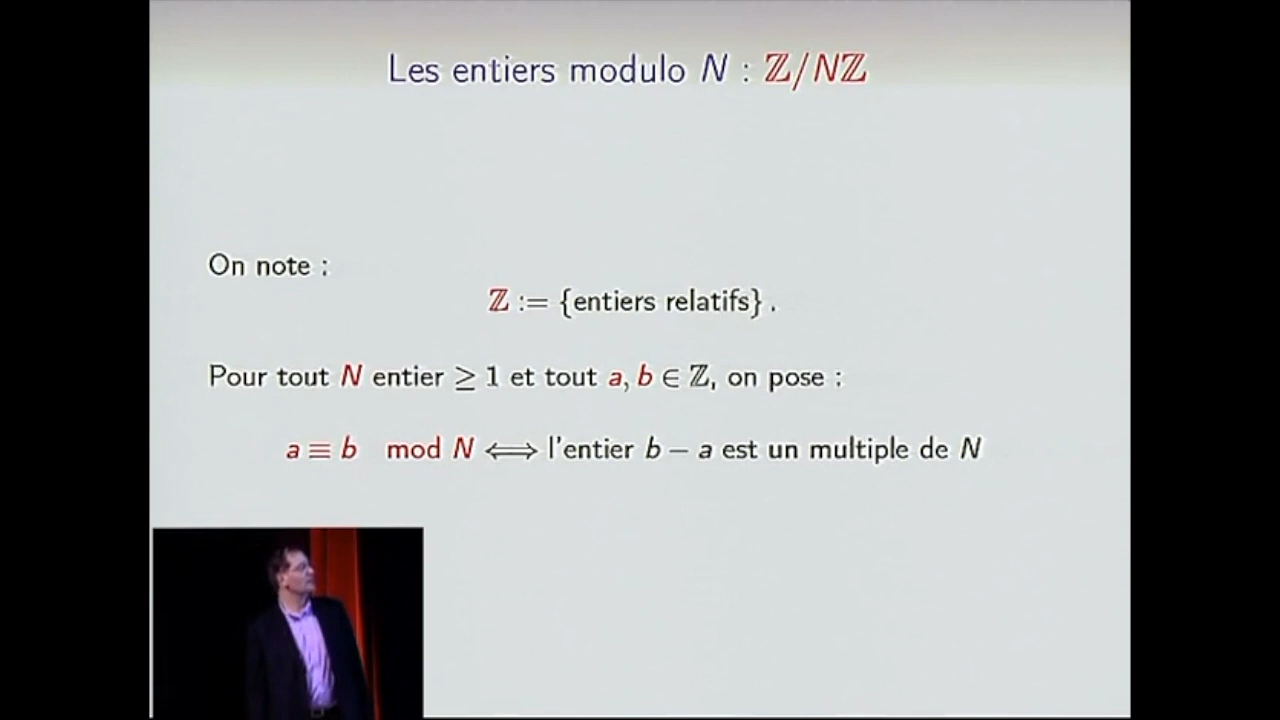 Les entiers modulo N : ℤ/Nℤ
On note :
ℤ := {entiers relatifs} .
Pour tout N entier ≥ 1 et tout a, b ∈ ℤ, on pose :
a ≡ b mod N ⟺ l'entier b − a est un multiple de N